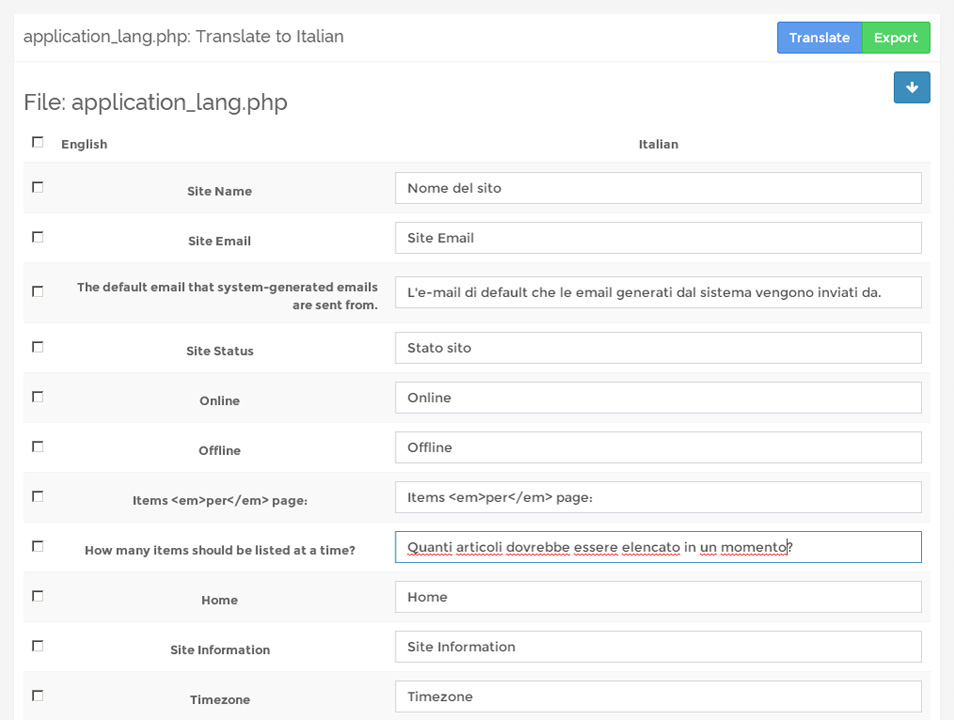 application_lang.php: Translate to Italian
Translate
Export
File: application_lang.php
English
Italian
Site Name
Nome del sito
Site Email
Site Email
The default email that system-generated emails
are sent from.
L'e-mail di default che le email generati dal sistema vengono inviati da.
Site Status
Stato sito
Online
Online
Offline
Offline
Items <em>per</em> page:
Items <em>per</em> page:
How many items should be listed at a time?
Quanti articoli dovrebbe essere elencato in un momento?
Home
Home
Site Information
Site Information
Timezone
Timezone